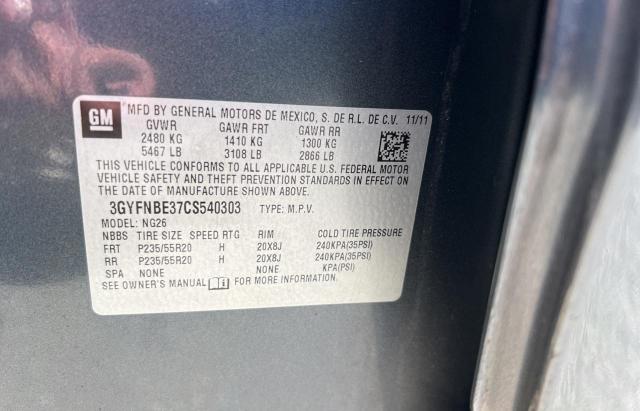 GM
MFD BY GENERAL MOTORS DE MEXICO, S. DE R.L. DE C.V. 11/11
GVWR GAWR FRT GAWR RR
2480 KG 1410 KG 1300 KG
5467 LB 3108 LB 2866 LB
THIS VEHICLE CONFORMS TO ALL APPLICABLE U.S. FEDERAL MOTOR
VEHICLE SAFETY AND THEFT PREVENTION STANDARDS IN EFFECT ON
THE DATE OF MANUFACTURE SHOWN ABOVE.
3GYFNBE37CS540303 TYPE: M.P.V.
MODEL: NG26
NBBS TIRE SIZE SPEED RTG RIM COLD TIRE PRESSURE
FRT P235/55R20 H 20X8J 240KPA(35PSI)
RR P235/55R20 H 20X8J 240KPA(35PSI)
SPA NONE NONE KPA(PSI)
SEE OWNER'S MANUAL FOR MORE INFORMATION.